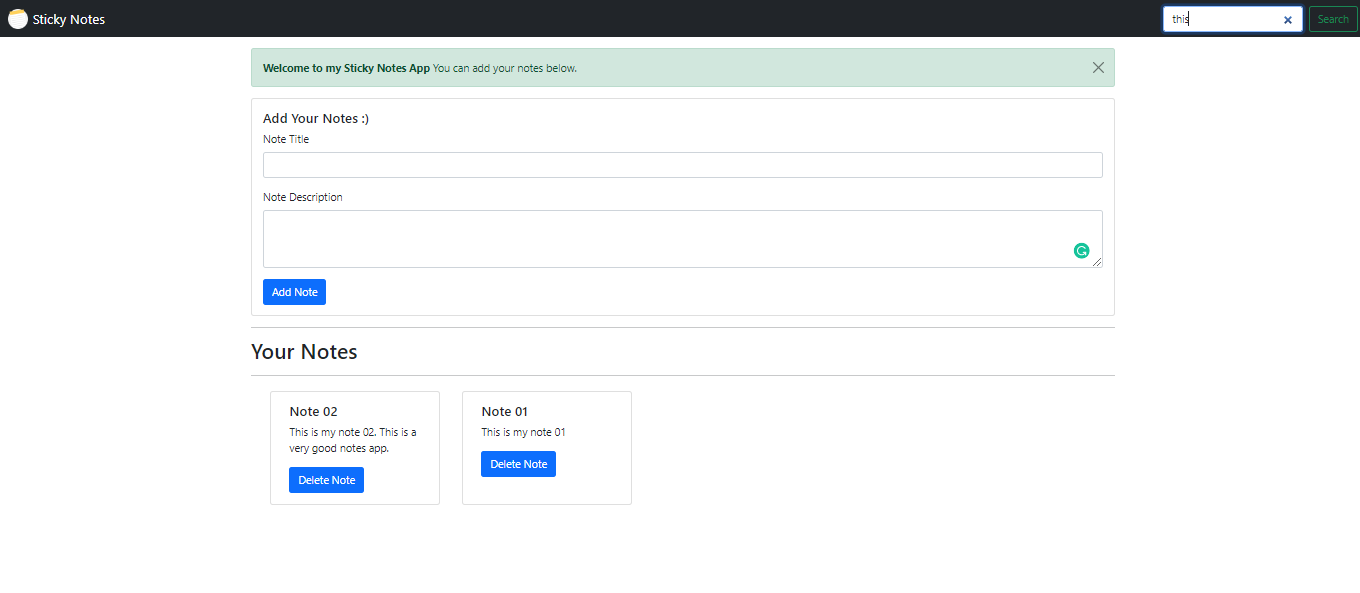 Sticky Notes
this
Search
Welcome to my Sticky Notes App You can add your notes below.
Add Your Notes :)
Note Title
Note Description
Add Note
Your Notes
Note 02
This is my note 02. This is a
very good notes app.
Delete Note
Note 01
This is my note 01
Delete Note